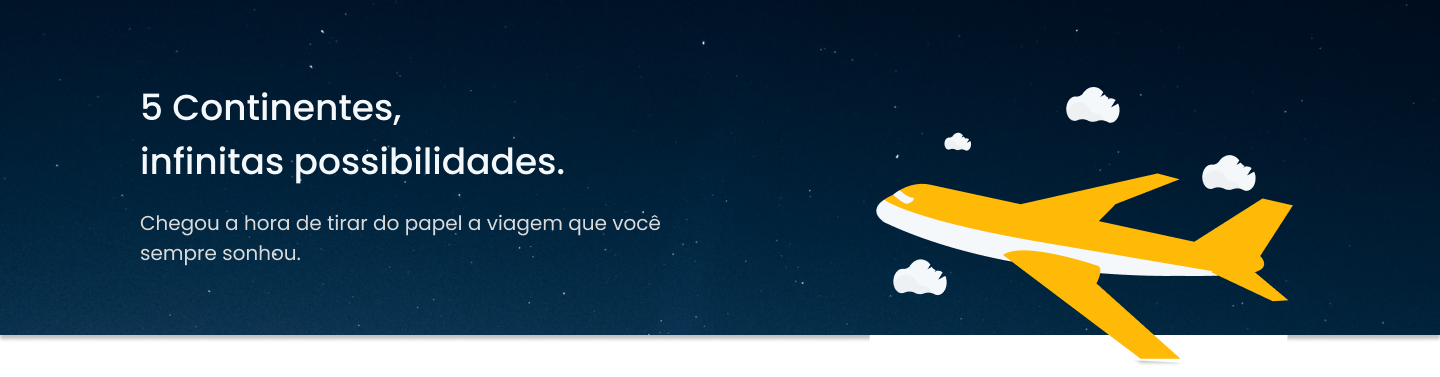 5 Continentes,
infinitas possibilidades.
Chegou a hora de tirar do papel a viagem que você
sempre sonhou.